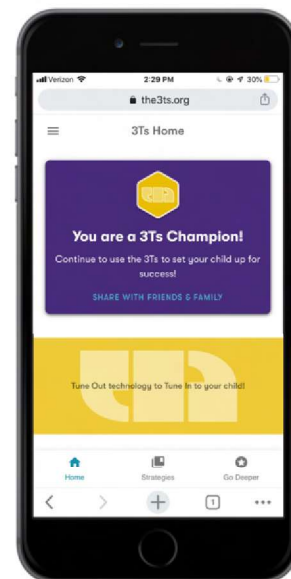 Verizon 2:29 PM 30%
the3ts.org
3Ts Home
You are a 3Ts Champion!
Continue to use the 3Ts to set your child up for
success!
SHARE WITH FRIENDS & FAMILY
Tune Out technology to Tune In to your child!
Home Strategies Go Deeper
1